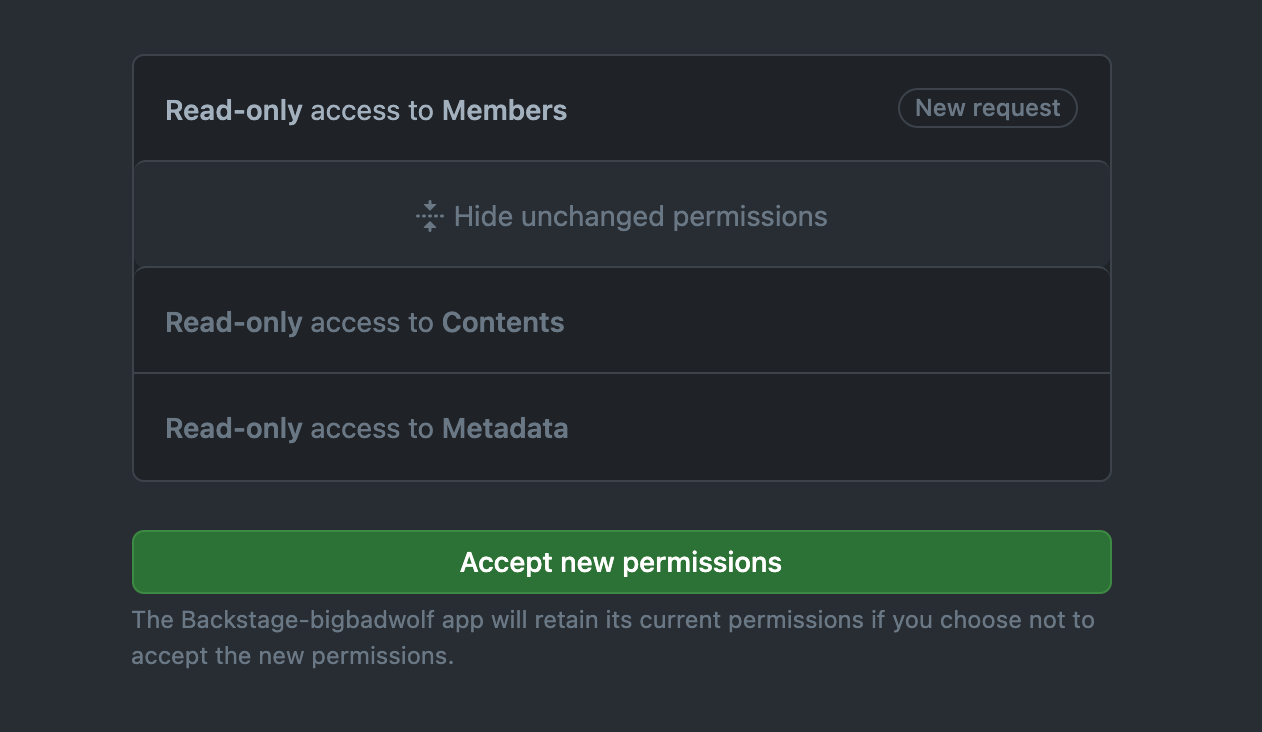 Read-only access to Members
New request
Hide unchanged permissions
Read-only access to Contents
Read-only access to Metadata
Accept new permissions
The Backstage-bigbadwolf app will retain its current permissions if you choose not to
accept the new permissions.